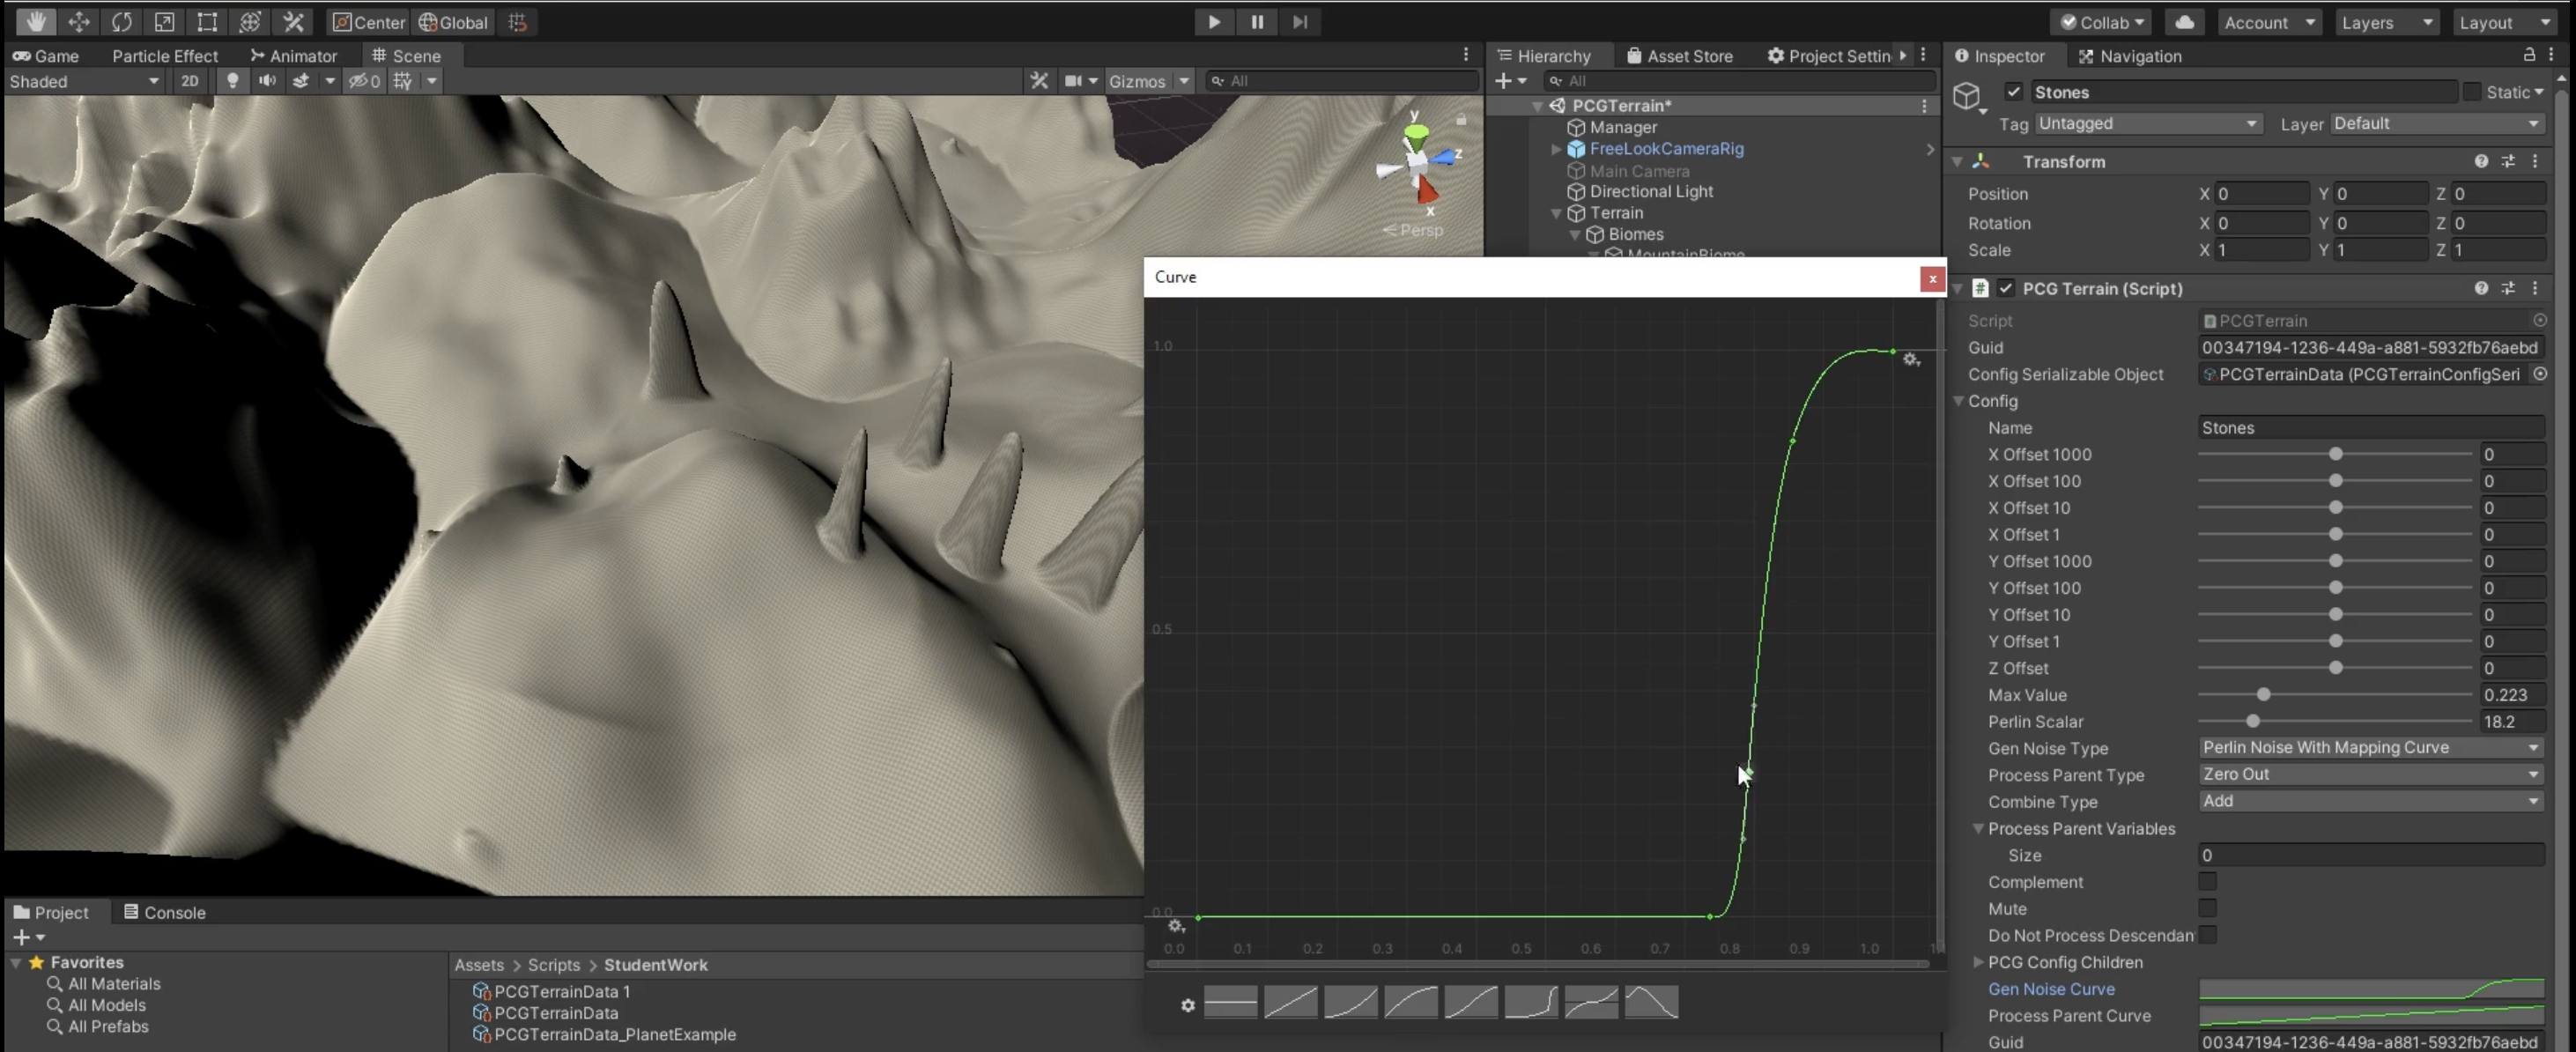 Center Global Collab Account Layers Layout
Game Particle Effect Animator Scene
Shaded 2D 0 Gizmos All
y
z
x
Persp
Hierarchy Asset Store Project Settin
All
PCGTerrain*
Manager
FreeLookCameraRig
Main Camera
Directional Light
Terrain
Biomes
MountainBiome
Curve
x
1.0
0.5
0.0
0.0 0.1 0.2 0.3 0.4 0.5 0.6 0.7 0.8 0.9 1.0
Inspector Navigation
Stones Static
Tag Untagged Layer Default
Transform
Position X 0 Y 0 Z 0
Rotation X 0 Y 0 Z 0
Scale X 1 Y 1 Z 1
# PCG Terrain (Script)
Script PCGTerrain
Guid 00347194-1236-449a-a881-5932fb76aebd
Config Serializable Object PCGTerrainData (PCGTerrainConfigSeri
Config
Name Stones
X Offset 1000 0
X Offset 100 0
X Offset 10 0
X Offset 1 0
Y Offset 1000 0
Y Offset 100 0
Y Offset 10 0
Y Offset 1 0
Z Offset 0
Max Value 0.223
Perlin Scalar 18.2
Gen Noise Type Perlin Noise With Mapping Curve
Process Parent Type Zero Out
Combine Type Add
Process Parent Variables
Size 0
Complement
Mute
Do Not Process Descendan
PCG Config Children
Gen Noise Curve
Process Parent Curve
Guid 00347194-1236-449a-a881-5932fb76aebd
Project Console
Favorites
All Materials
All Models
All Prefabs
Assets > Scripts > StudentWork
PCGTerrainData 1
PCGTerrainData
PCGTerrainData_PlanetExample